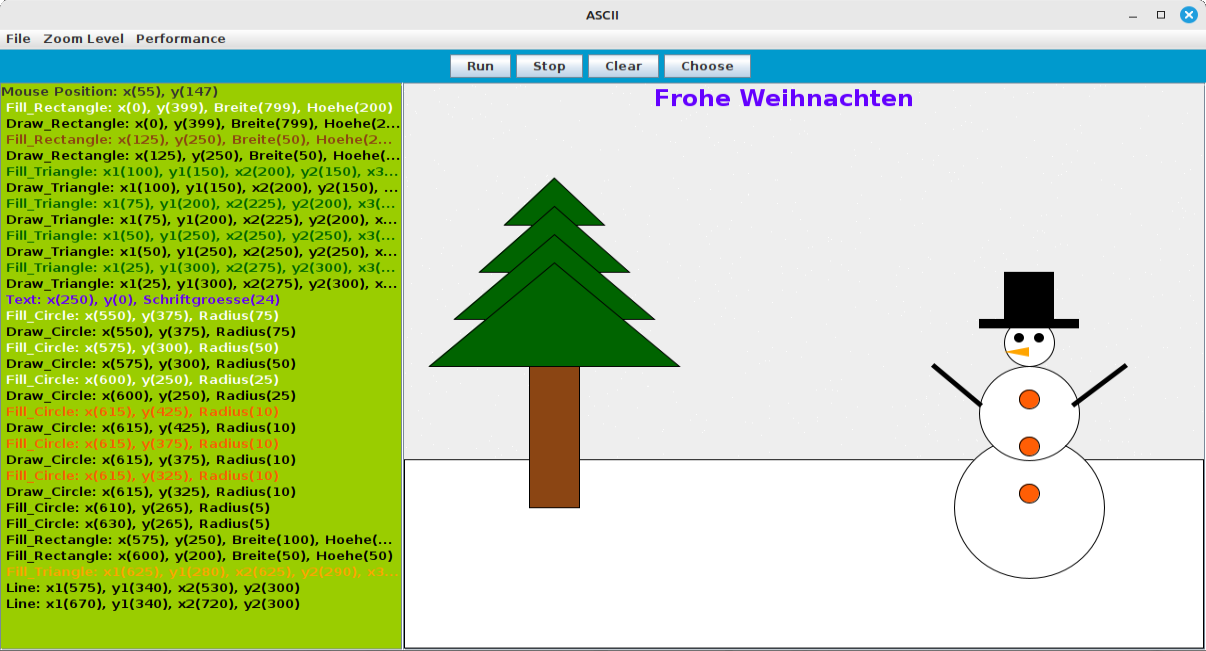 ASCII
File Zoom Level Performance
Run Stop Clear Choose
Mouse Position: x(55), y(147)
Fill_Rectangle: x(0), y(399), Breite(799), Hoehe(200)
Draw_Rectangle: x(0), y(399), Breite(799), Hoehe(2...
Fill_Rectangle: x(125), y(250), Breite(50), Hoehe(2...
Draw_Rectangle: x(125), y(250), Breite(50), Hoehe(...
Fill_Triangle: x1(100), y1(150), x2(200), y2(150), x3...
Draw_Triangle: x1(100), y1(150), x2(200), y2(150), ...
Fill_Triangle: x1(75), y1(200), x2(225), y2(200), x3(...
Draw_Triangle: x1(75), y1(200), x2(225), y2(200), x...
Fill_Triangle: x1(50), y1(250), x2(250), y2(250), x3(...
Draw_Triangle: x1(50), y1(250), x2(250), y2(250), x...
Fill_Triangle: x1(25), y1(300), x2(275), y2(300), x3(...
Draw_Triangle: x1(25), y1(300), x2(275), y2(300), x...
Text: x(250), y(0), Schriftgroesse(24)
Fill_Circle: x(550), y(375), Radius(75)
Draw_Circle: x(550), y(375), Radius(75)
Fill_Circle: x(575), y(300), Radius(50)
Draw_Circle: x(575), y(300), Radius(50)
Fill_Circle: x(600), y(250), Radius(25)
Draw_Circle: x(600), y(250), Radius(25)
Fill_Circle: x(615), y(425), Radius(10)
Draw_Circle: x(615), y(425), Radius(10)
Fill_Circle: x(615), y(375), Radius(10)
Draw_Circle: x(615), y(375), Radius(10)
Fill_Circle: x(615), y(325), Radius(10)
Draw_Circle: x(615), y(325), Radius(10)
Fill_Circle: x(610), y(265), Radius(5)
Fill_Circle: x(630), y(265), Radius(5)
Fill_Rectangle: x(575), y(250), Breite(100), Hoehe(...
Fill_Rectangle: x(600), y(200), Breite(50), Hoehe(50)
Fill_Triangle: x1(625), y1(280), x2(625), y2(290), x3...
Line: x1(575), y1(340), x2(530), y2(300)
Line: x1(670), y1(340), x2(720), y2(300)
Frohe Weihnachten